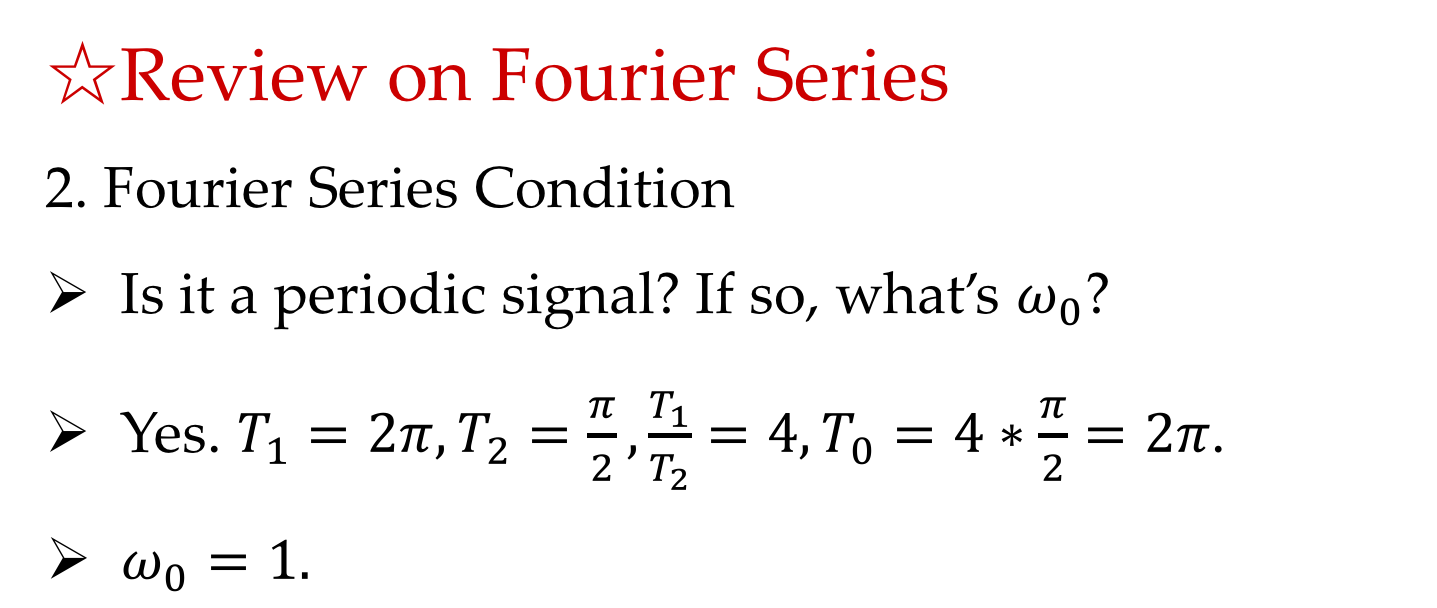 ☆Review on Fourier Series
2. Fourier Series Condition
➢ Is it a periodic signal? If so, what’s ω₀?
➢ Yes. T₁ = 2π, T₂ = π/2, T₁/T₂ = 4, T₀ = 4 * π/2 = 2π.
➢ ω₀ = 1.